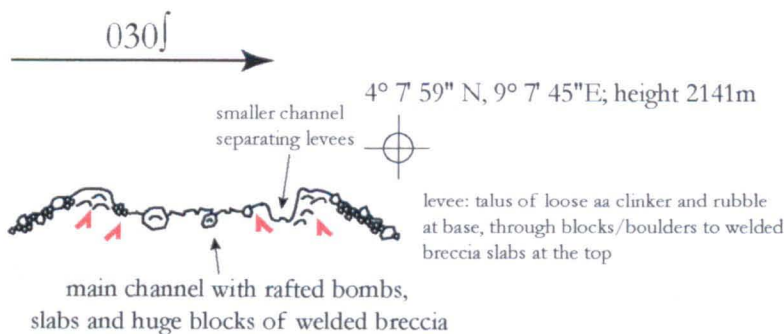 030∫
4° 7' 59" N, 9° 7' 45"E; height 2141m
smaller channel
separating levees
levee: talus of loose aa clinker and rubble
at base, through blocks/boulders to welded
breccia slabs at the top
main channel with rafted bombs,
slabs and huge blocks of welded breccia